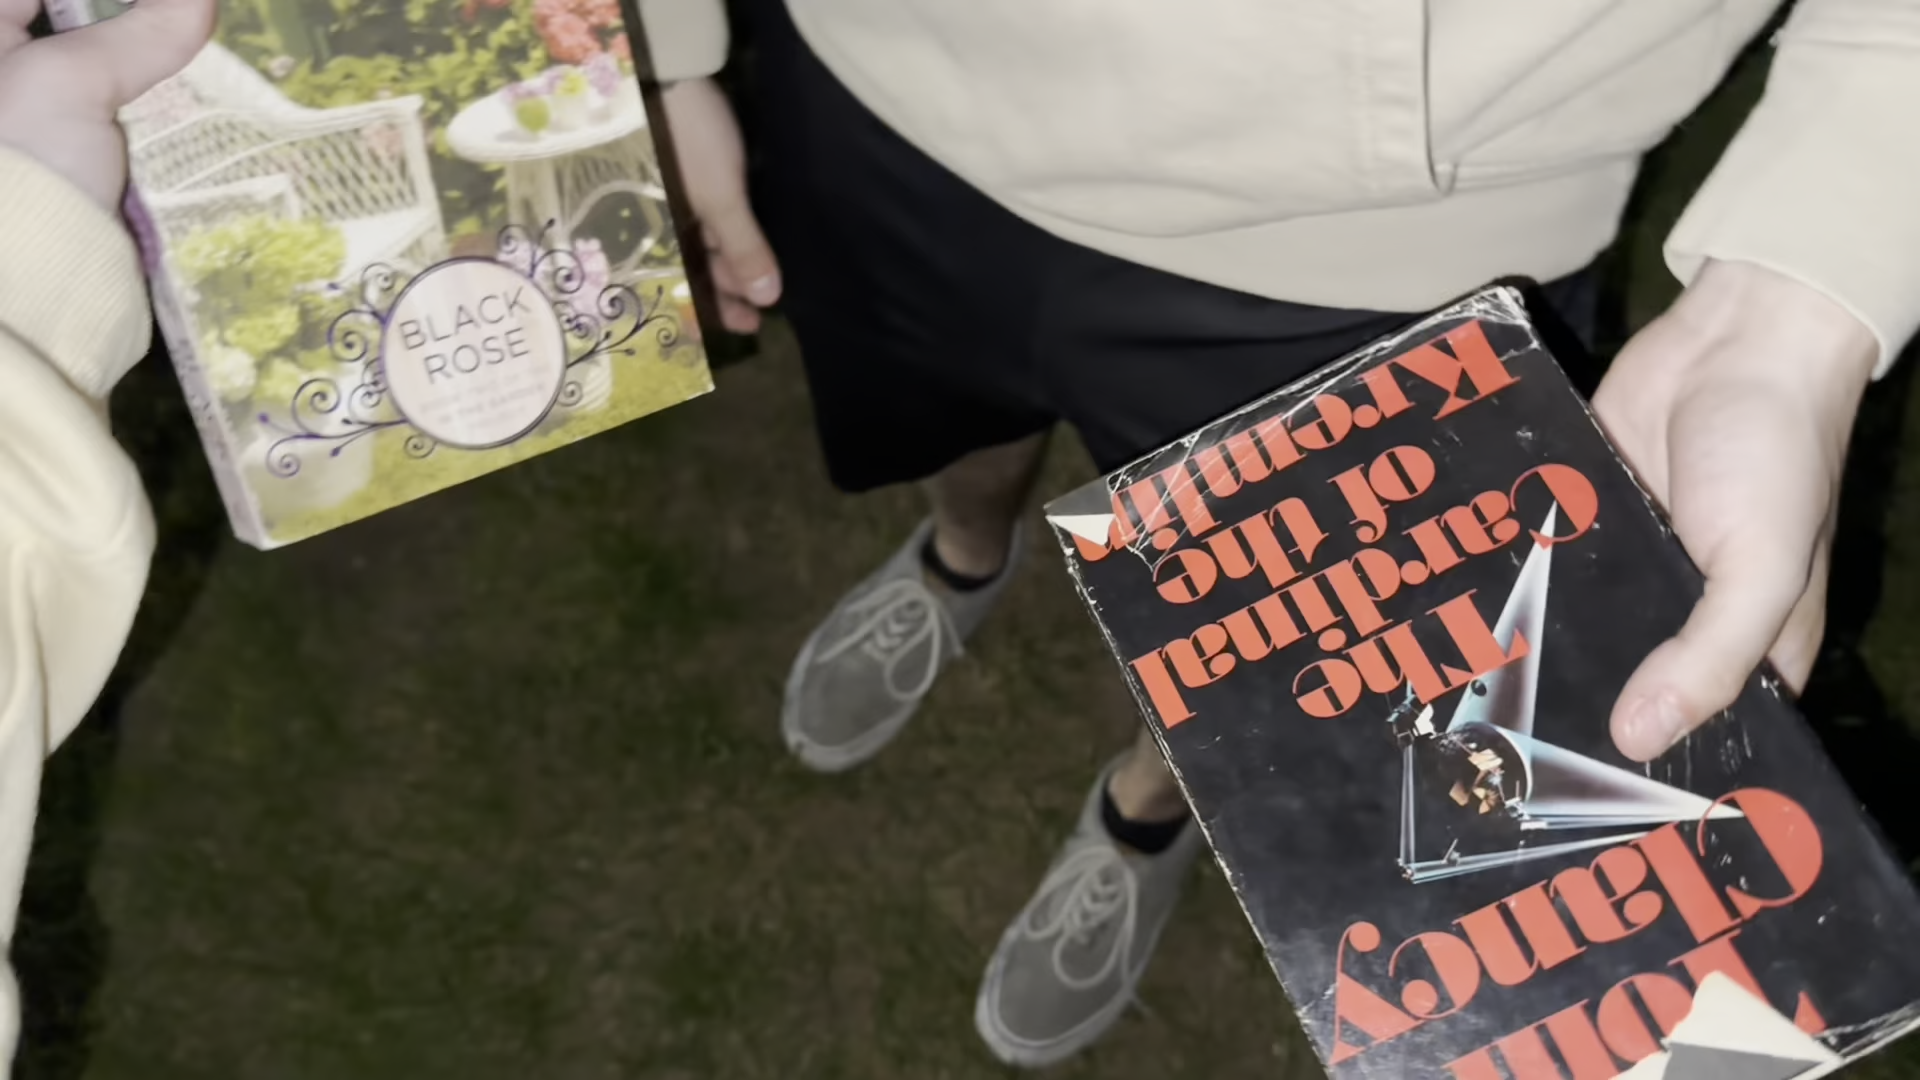 BLACK
ROSE
Tom
Clancy
The
Cardinal
of the
Kremlin